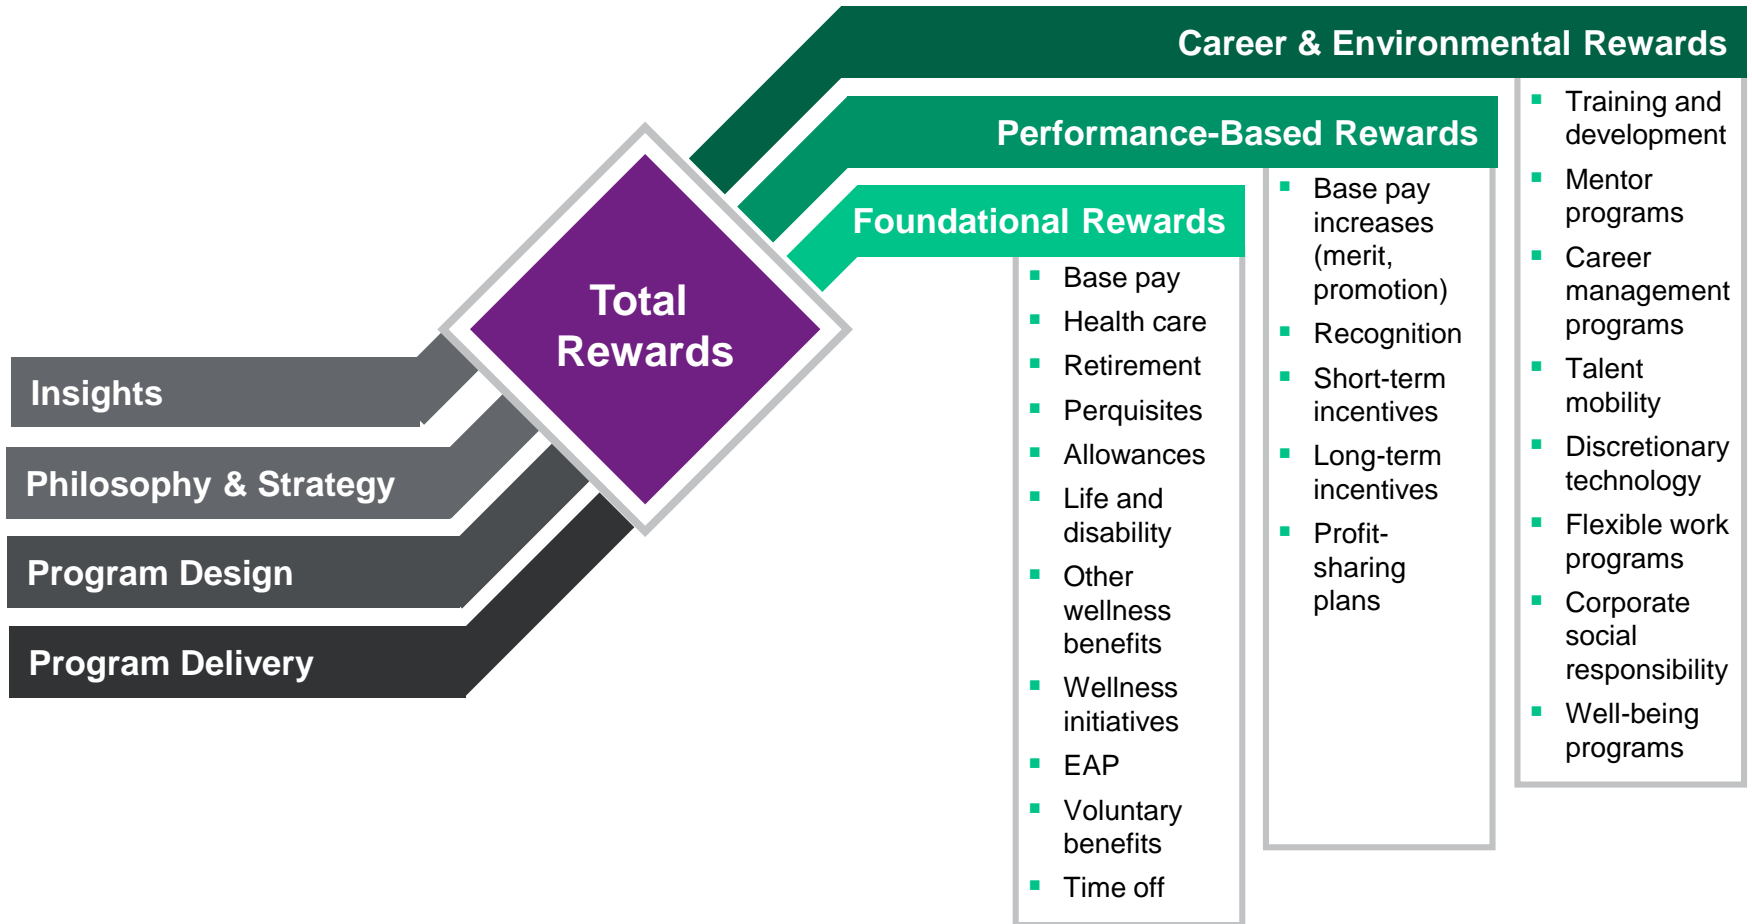 Career & Environmental Rewards
Training and
development
Mentor
programs
Career
management
programs
Talent
mobility
Discretionary
technology
Flexible work
programs
Corporate
social
responsibility
Well-being
programs
Performance-Based Rewards
Base pay
increases
(merit,
promotion)
Recognition
Short-term
incentives
Long-term
incentives
Profit-
sharing
plans
Foundational Rewards
Base pay
Health care
Retirement
Perquisites
Allowances
Life and
disability
Other
wellness
benefits
Wellness
initiatives
EAP
Voluntary
benefits
Time off
Total
Rewards
Insights
Philosophy & Strategy
Program Design
Program Delivery